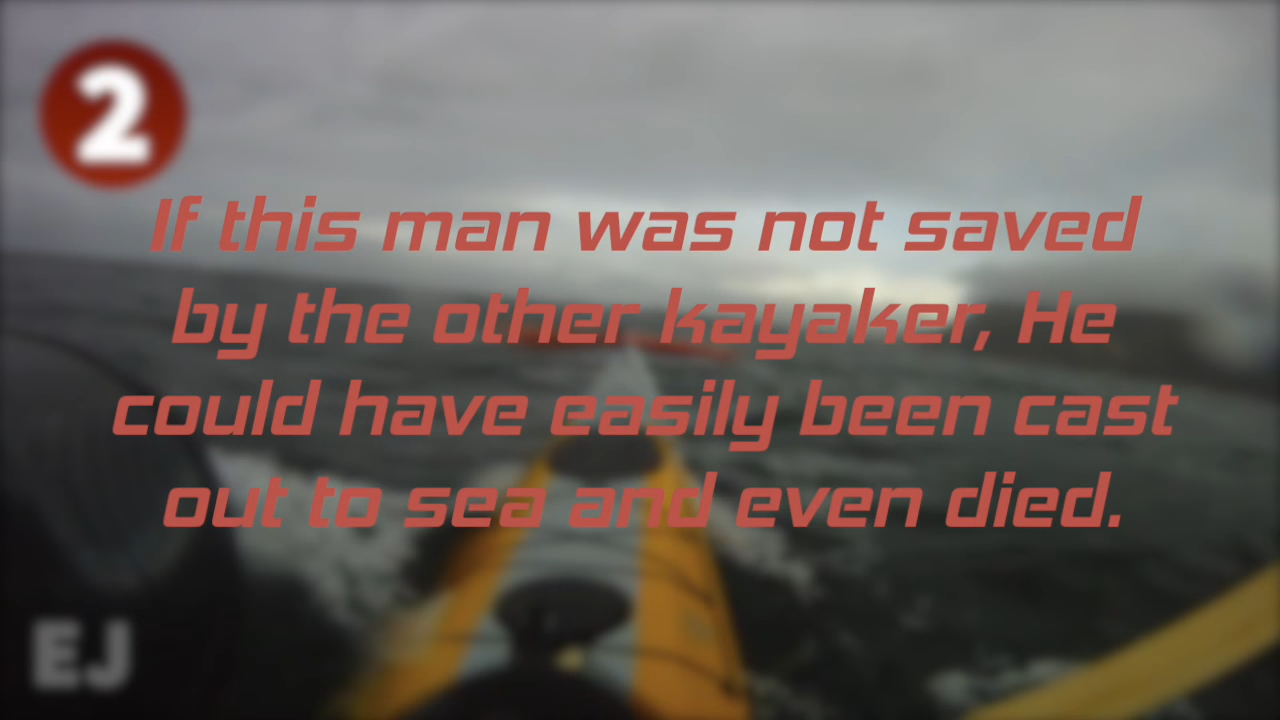 2
If this man was not saved
by the other kayaker, He
could have easily been cast
out to sea and even died.
EJ